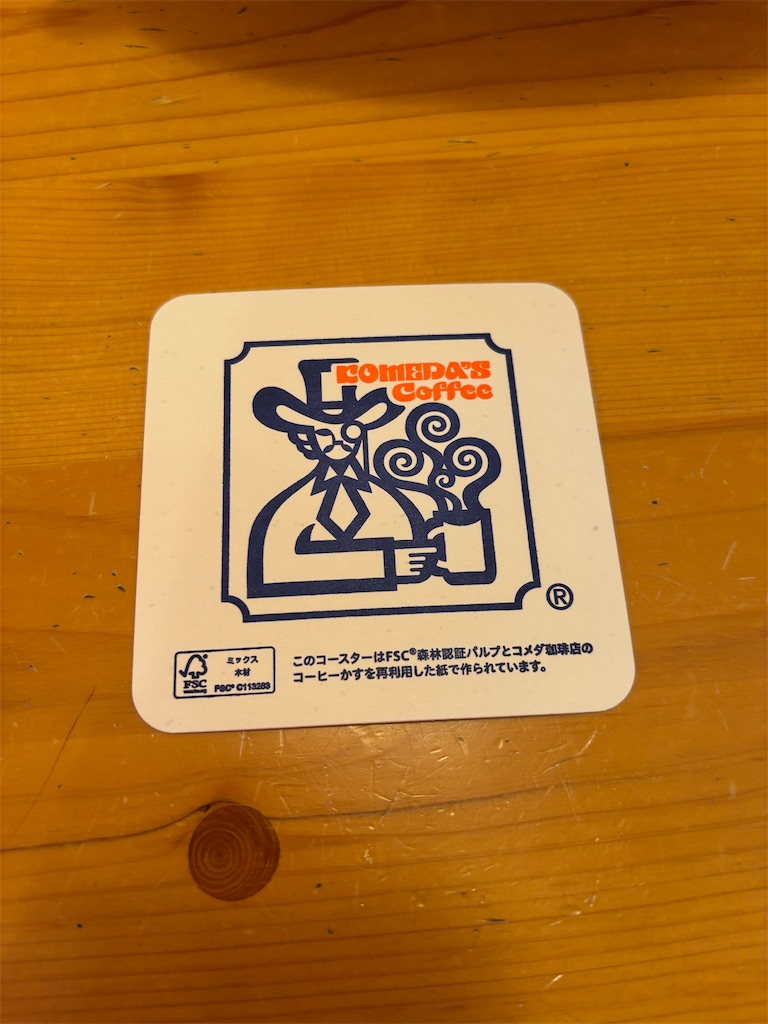 KOMEDA'S
Coffee
®
ミックス
木材
FSC
FSC® C113283
このコースターはFSC®森林認証パルプとコメダ珈琲店の
コーヒーかすを再利用した紙で作られています。